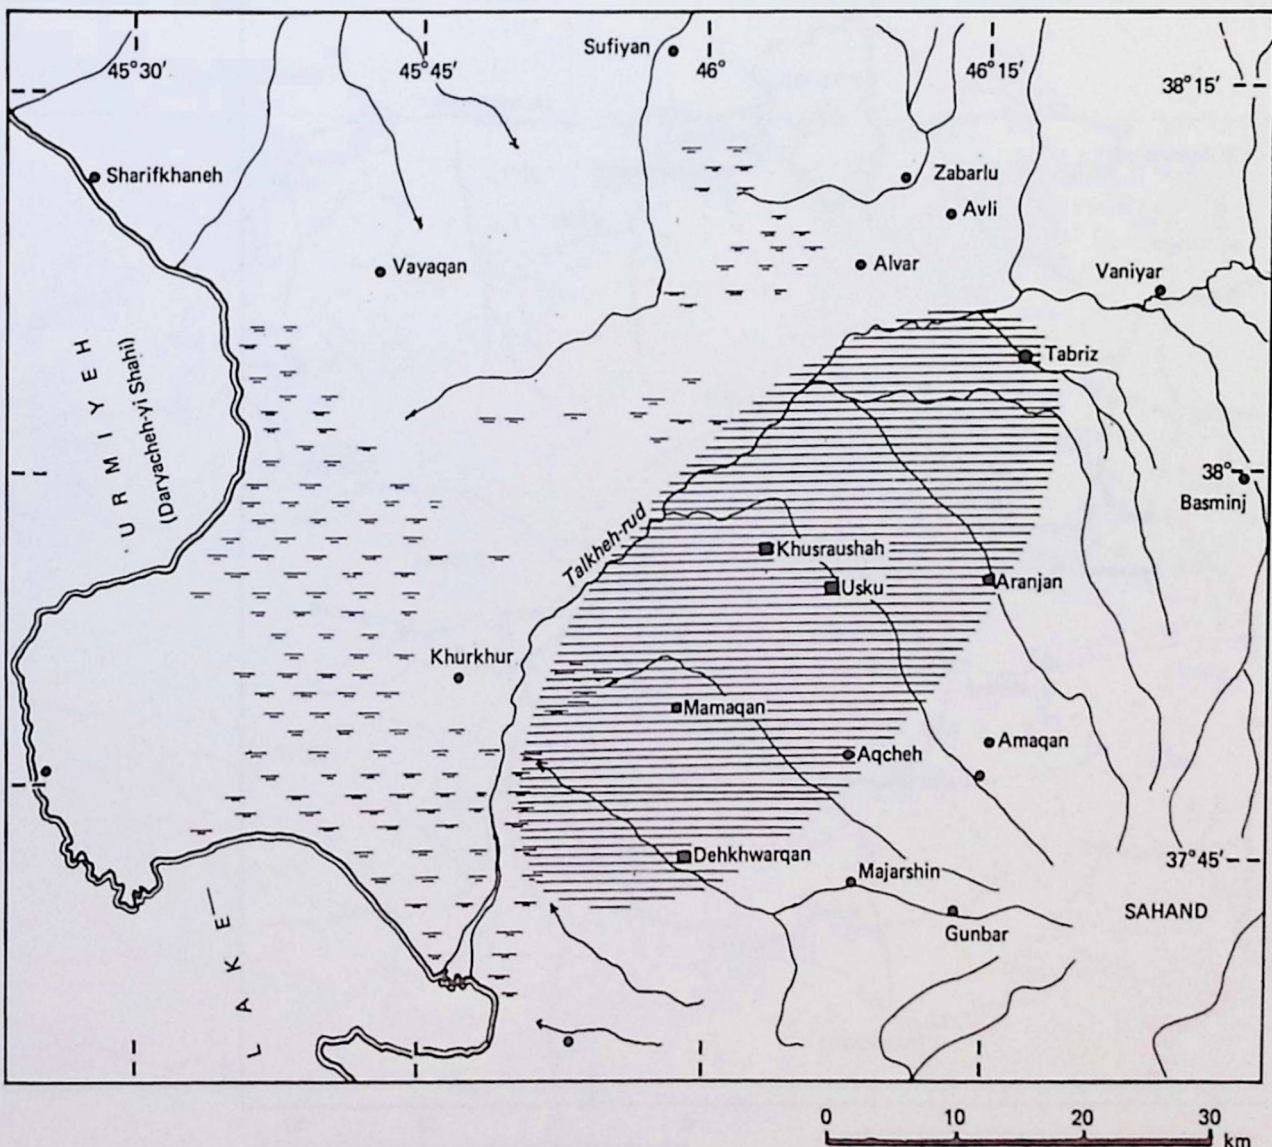 45°30′
45°45′
Sufiyan
46°
46°15′
38°15′
Sharifkhaneh
Zabarlu
Avli
Vayaqan
Alvar
Vaniyar
URMIYEH
(Daryacheh-yi Shahi)
Tabriz
38°
Basminj
Talkheh-rud
Khusraushah
Usku
Aranjan
Khurkhur
Mamaqan
Amaqan
Aqcheh
Dehkhwarqan
37°45′
Majarshin
LAKE
Gunbar
SAHAND
0 10 20 30
km